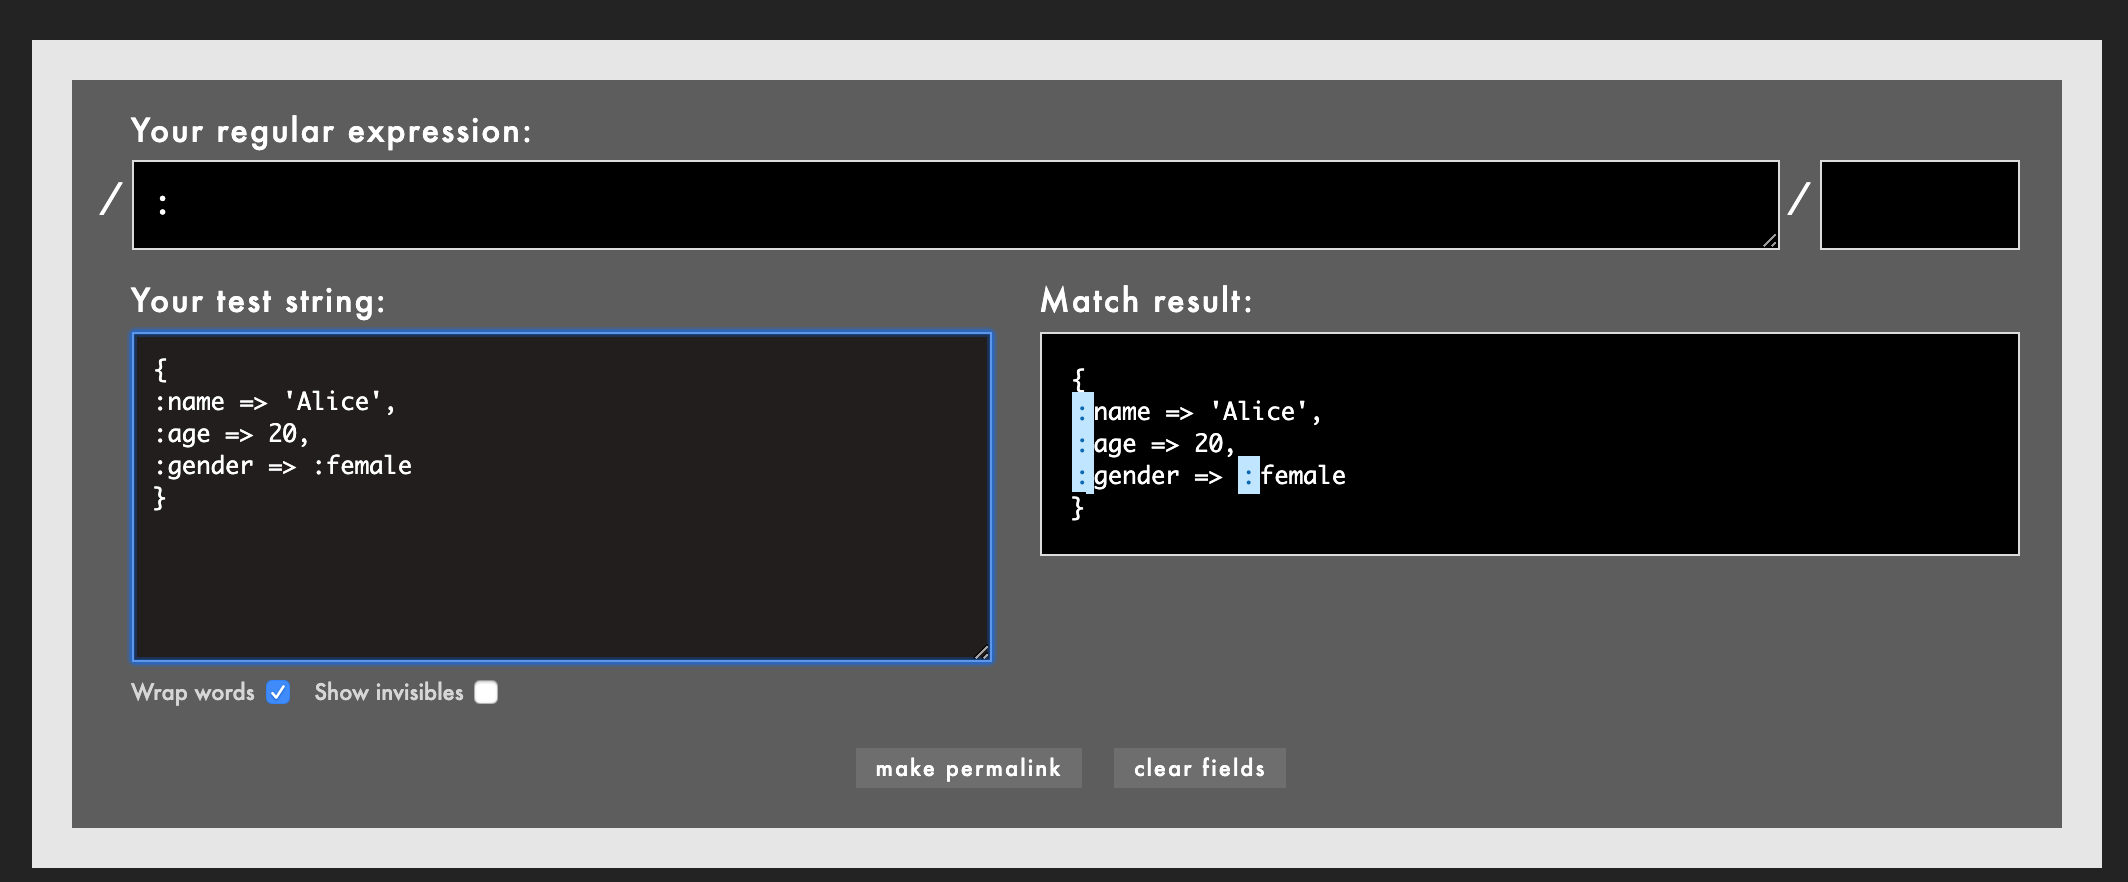 Your regular expression:
/ : /
Your test string:
{
:name => 'Alice',
:age => 20,
:gender => :female
}
Wrap words Show invisibles
Match result:
{
:name => 'Alice',
:age => 20,
:gender => :female
}
make permalink clear fields